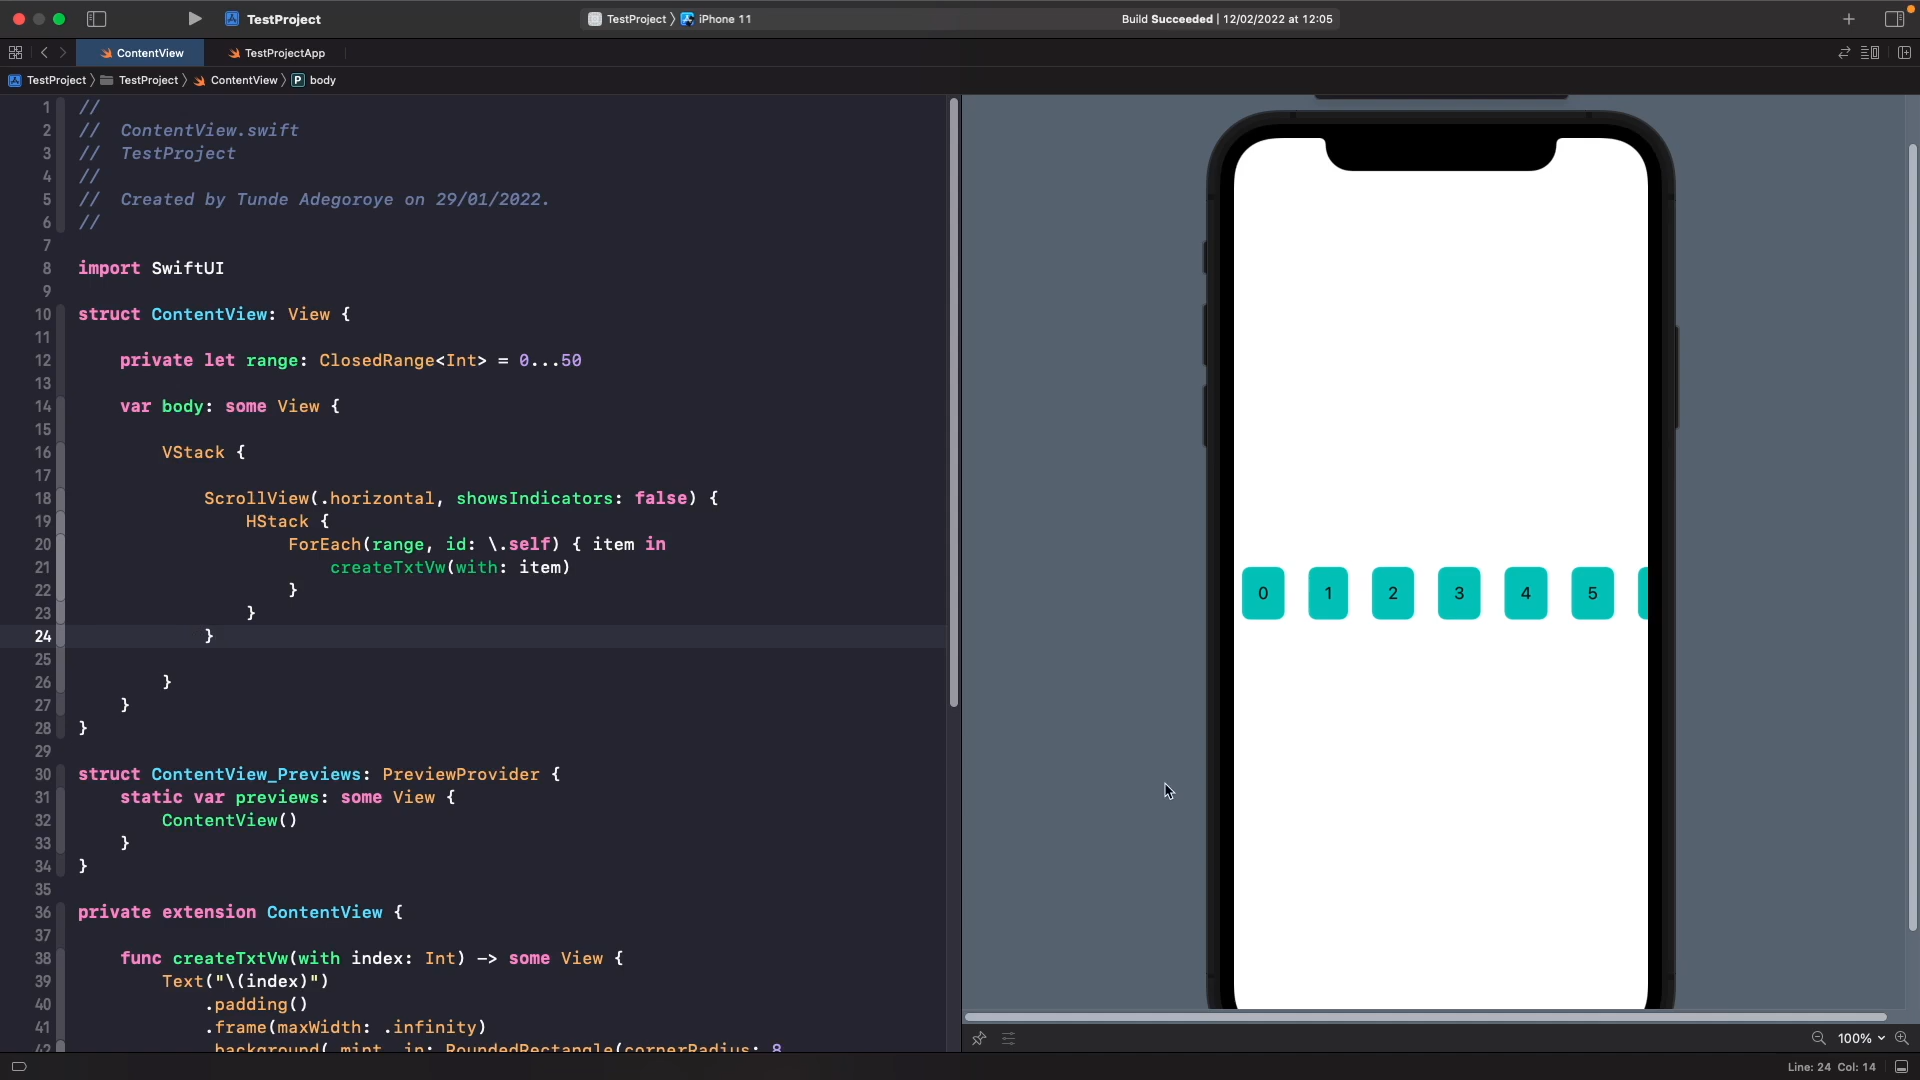 TestProject
TestProject 〉 iPhone 11
Build Succeeded | 12/02/2022 at 12:05
ContentView
TestProjectApp
TestProject 〉 TestProject 〉 ContentView 〉 P body
1 //
2 //  ContentView.swift
3 //  TestProject
4 //
5 //  Created by Tunde Adegoroye on 29/01/2022.
6 //
7
8 import SwiftUI
9
10 struct ContentView: View {
11
12     private let range: ClosedRange<Int> = 0...50
13
14     var body: some View {
15
16         VStack {
17
18             ScrollView(.horizontal, showsIndicators: false) {
19                 HStack {
20                     ForEach(range, id: \.self) { item in
21                         createTxtVw(with: item)
22                     }
23                 }
24             }
25
26         }
27     }
28 }
29
30 struct ContentView_Previews: PreviewProvider {
31     static var previews: some View {
32         ContentView()
33     }
34 }
35
36 private extension ContentView {
37
38     func createTxtVw(with index: Int) -> some View {
39         Text("\(index)")
40             .padding()
41             .frame(maxWidth: .infinity)
42             .background(.mint, in: RoundedRectangle(cornerRadius: 8
0 1 2 3 4 5
100%
Line: 24 Col: 14